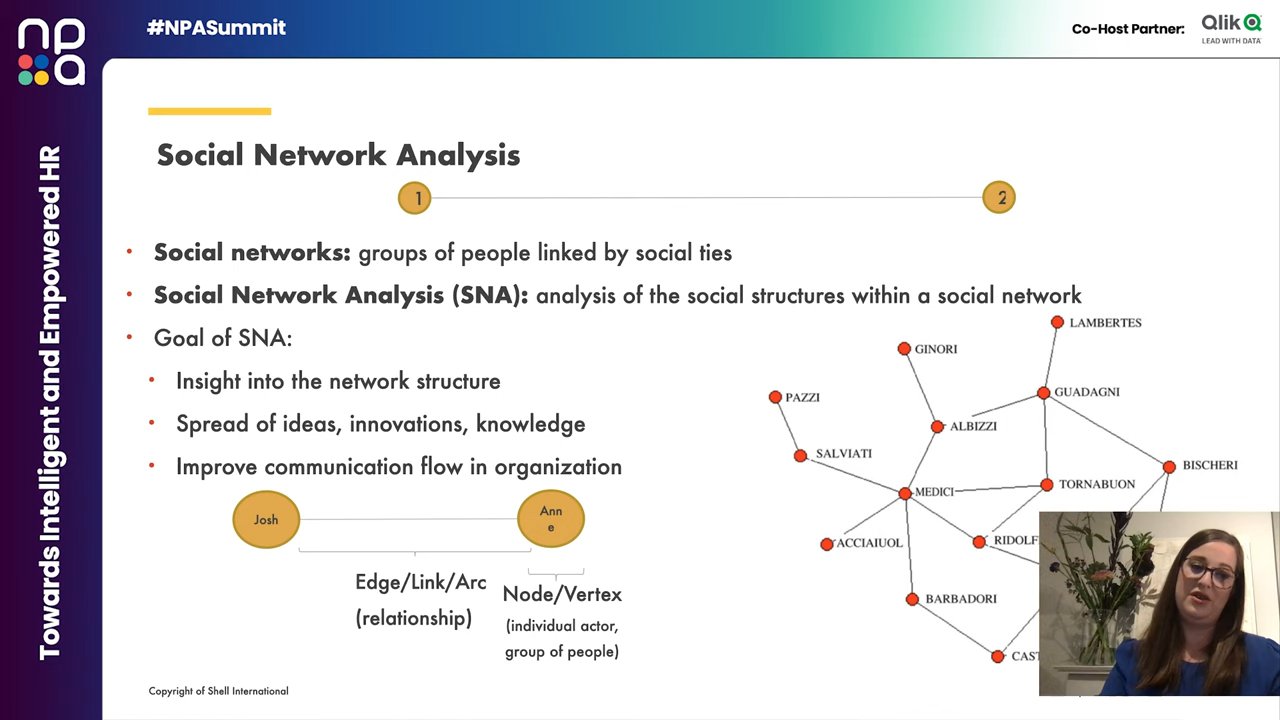 npa
#NPASummit
Co-Host Partner:
Qlik
LEAD WITH DATA
Towards Intelligent and Empowered HR
Social Network Analysis
1
2
• Social networks: groups of people linked by social ties
• Social Network Analysis (SNA): analysis of the social structures within a social network
• Goal of SNA:
• Insight into the network structure
• Spread of ideas, innovations, knowledge
• Improve communication flow in organization
Josh
Ann
e
Edge/Link/Arc
(relationship)
Node/Vertex
(individual actor,
group of people)
LAMBERTES
GINORI
GUADAGNI
PAZZI
ALBIZZI
SALVIATI
BISCHERI
MEDICI
TORNABUON
ACCIAIUOL
RIDOLF
BARBADORI
CAST
Copyright of Shell International